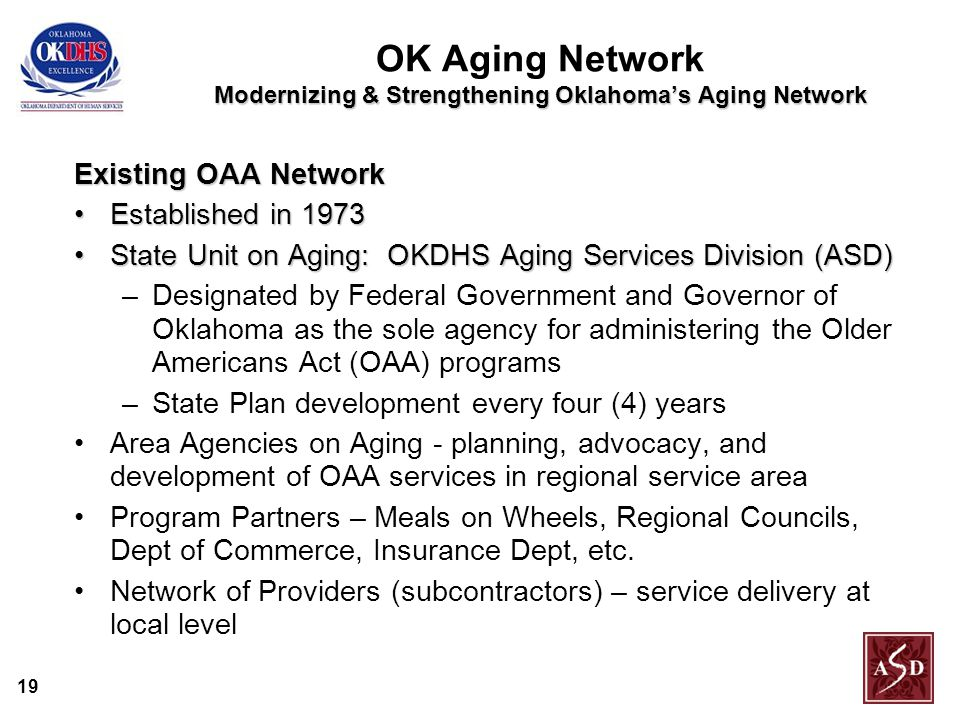 OKLAHOMA
OKDHS
EXCELLENCE
OKLAHOMA DEPARTMENT OF HUMAN SERVICES
OK Aging Network
Modernizing & Strengthening Oklahoma’s Aging Network
Existing OAA Network
• Established in 1973
• State Unit on Aging: OKDHS Aging Services Division (ASD)
– Designated by Federal Government and Governor of
Oklahoma as the sole agency for administering the Older
Americans Act (OAA) programs
– State Plan development every four (4) years
• Area Agencies on Aging - planning, advocacy, and
development of OAA services in regional service area
• Program Partners – Meals on Wheels, Regional Councils,
Dept of Commerce, Insurance Dept, etc.
• Network of Providers (subcontractors) – service delivery at
local level
ASD
19